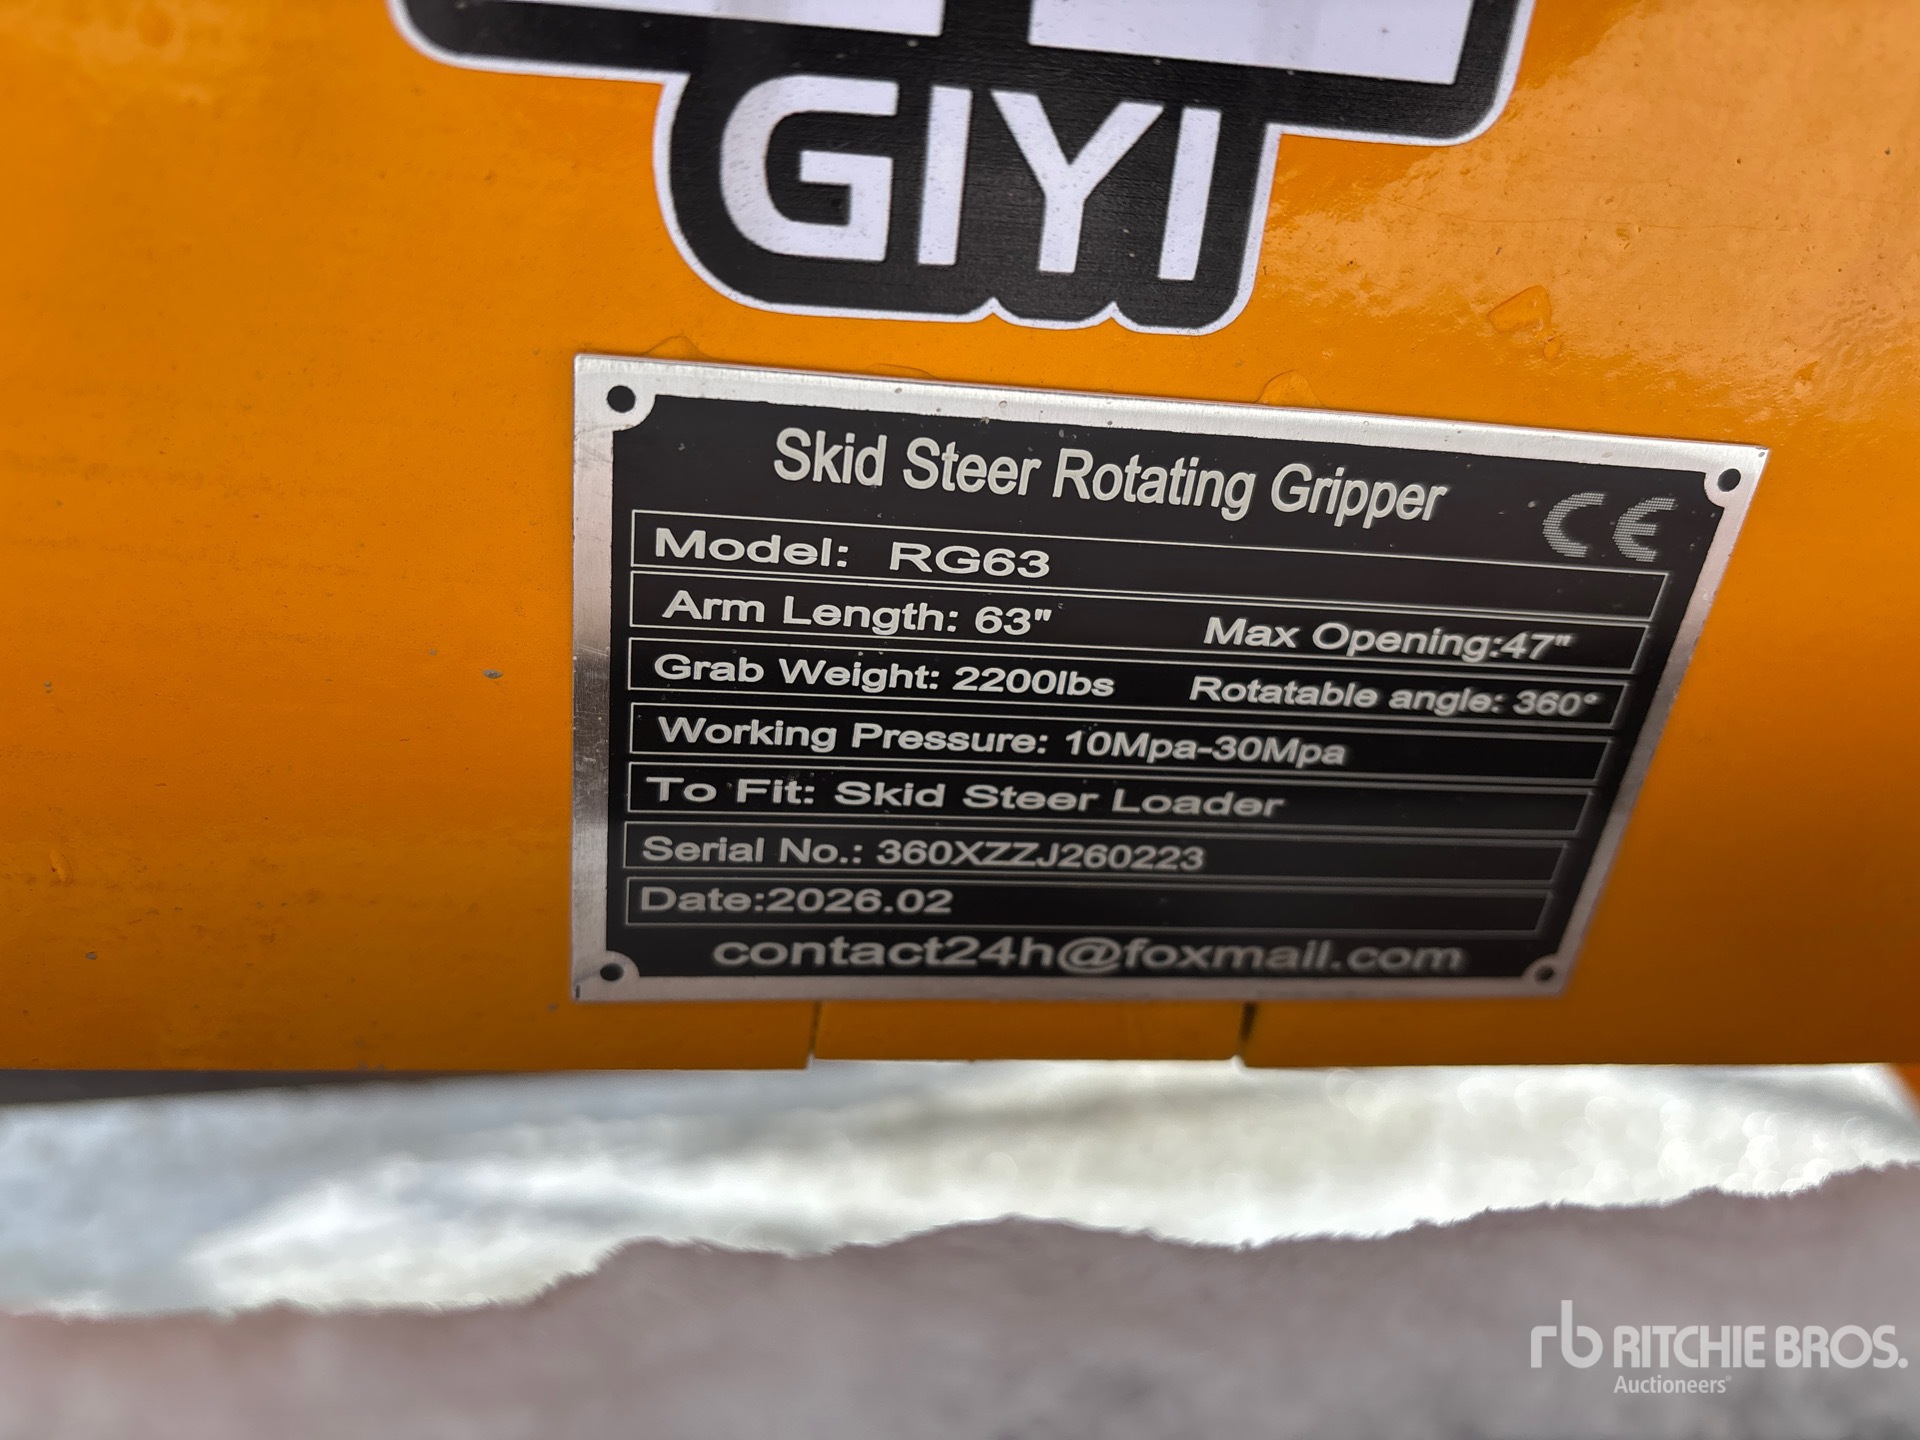 GIYI
Skid Steer Rotating Gripper
CE
Model: RG63
Arm Length: 63" Max Opening:47"
Grab Weight: 2200lbs Rotatable angle: 360°
Working Pressure: 10Mpa-30Mpa
To Fit: Skid Steer Loader
Serial No.: 360XZZJ260223
Date:2026.02
contact24h@foxmail.com
rb RITCHIE BROS.
Auctioneers